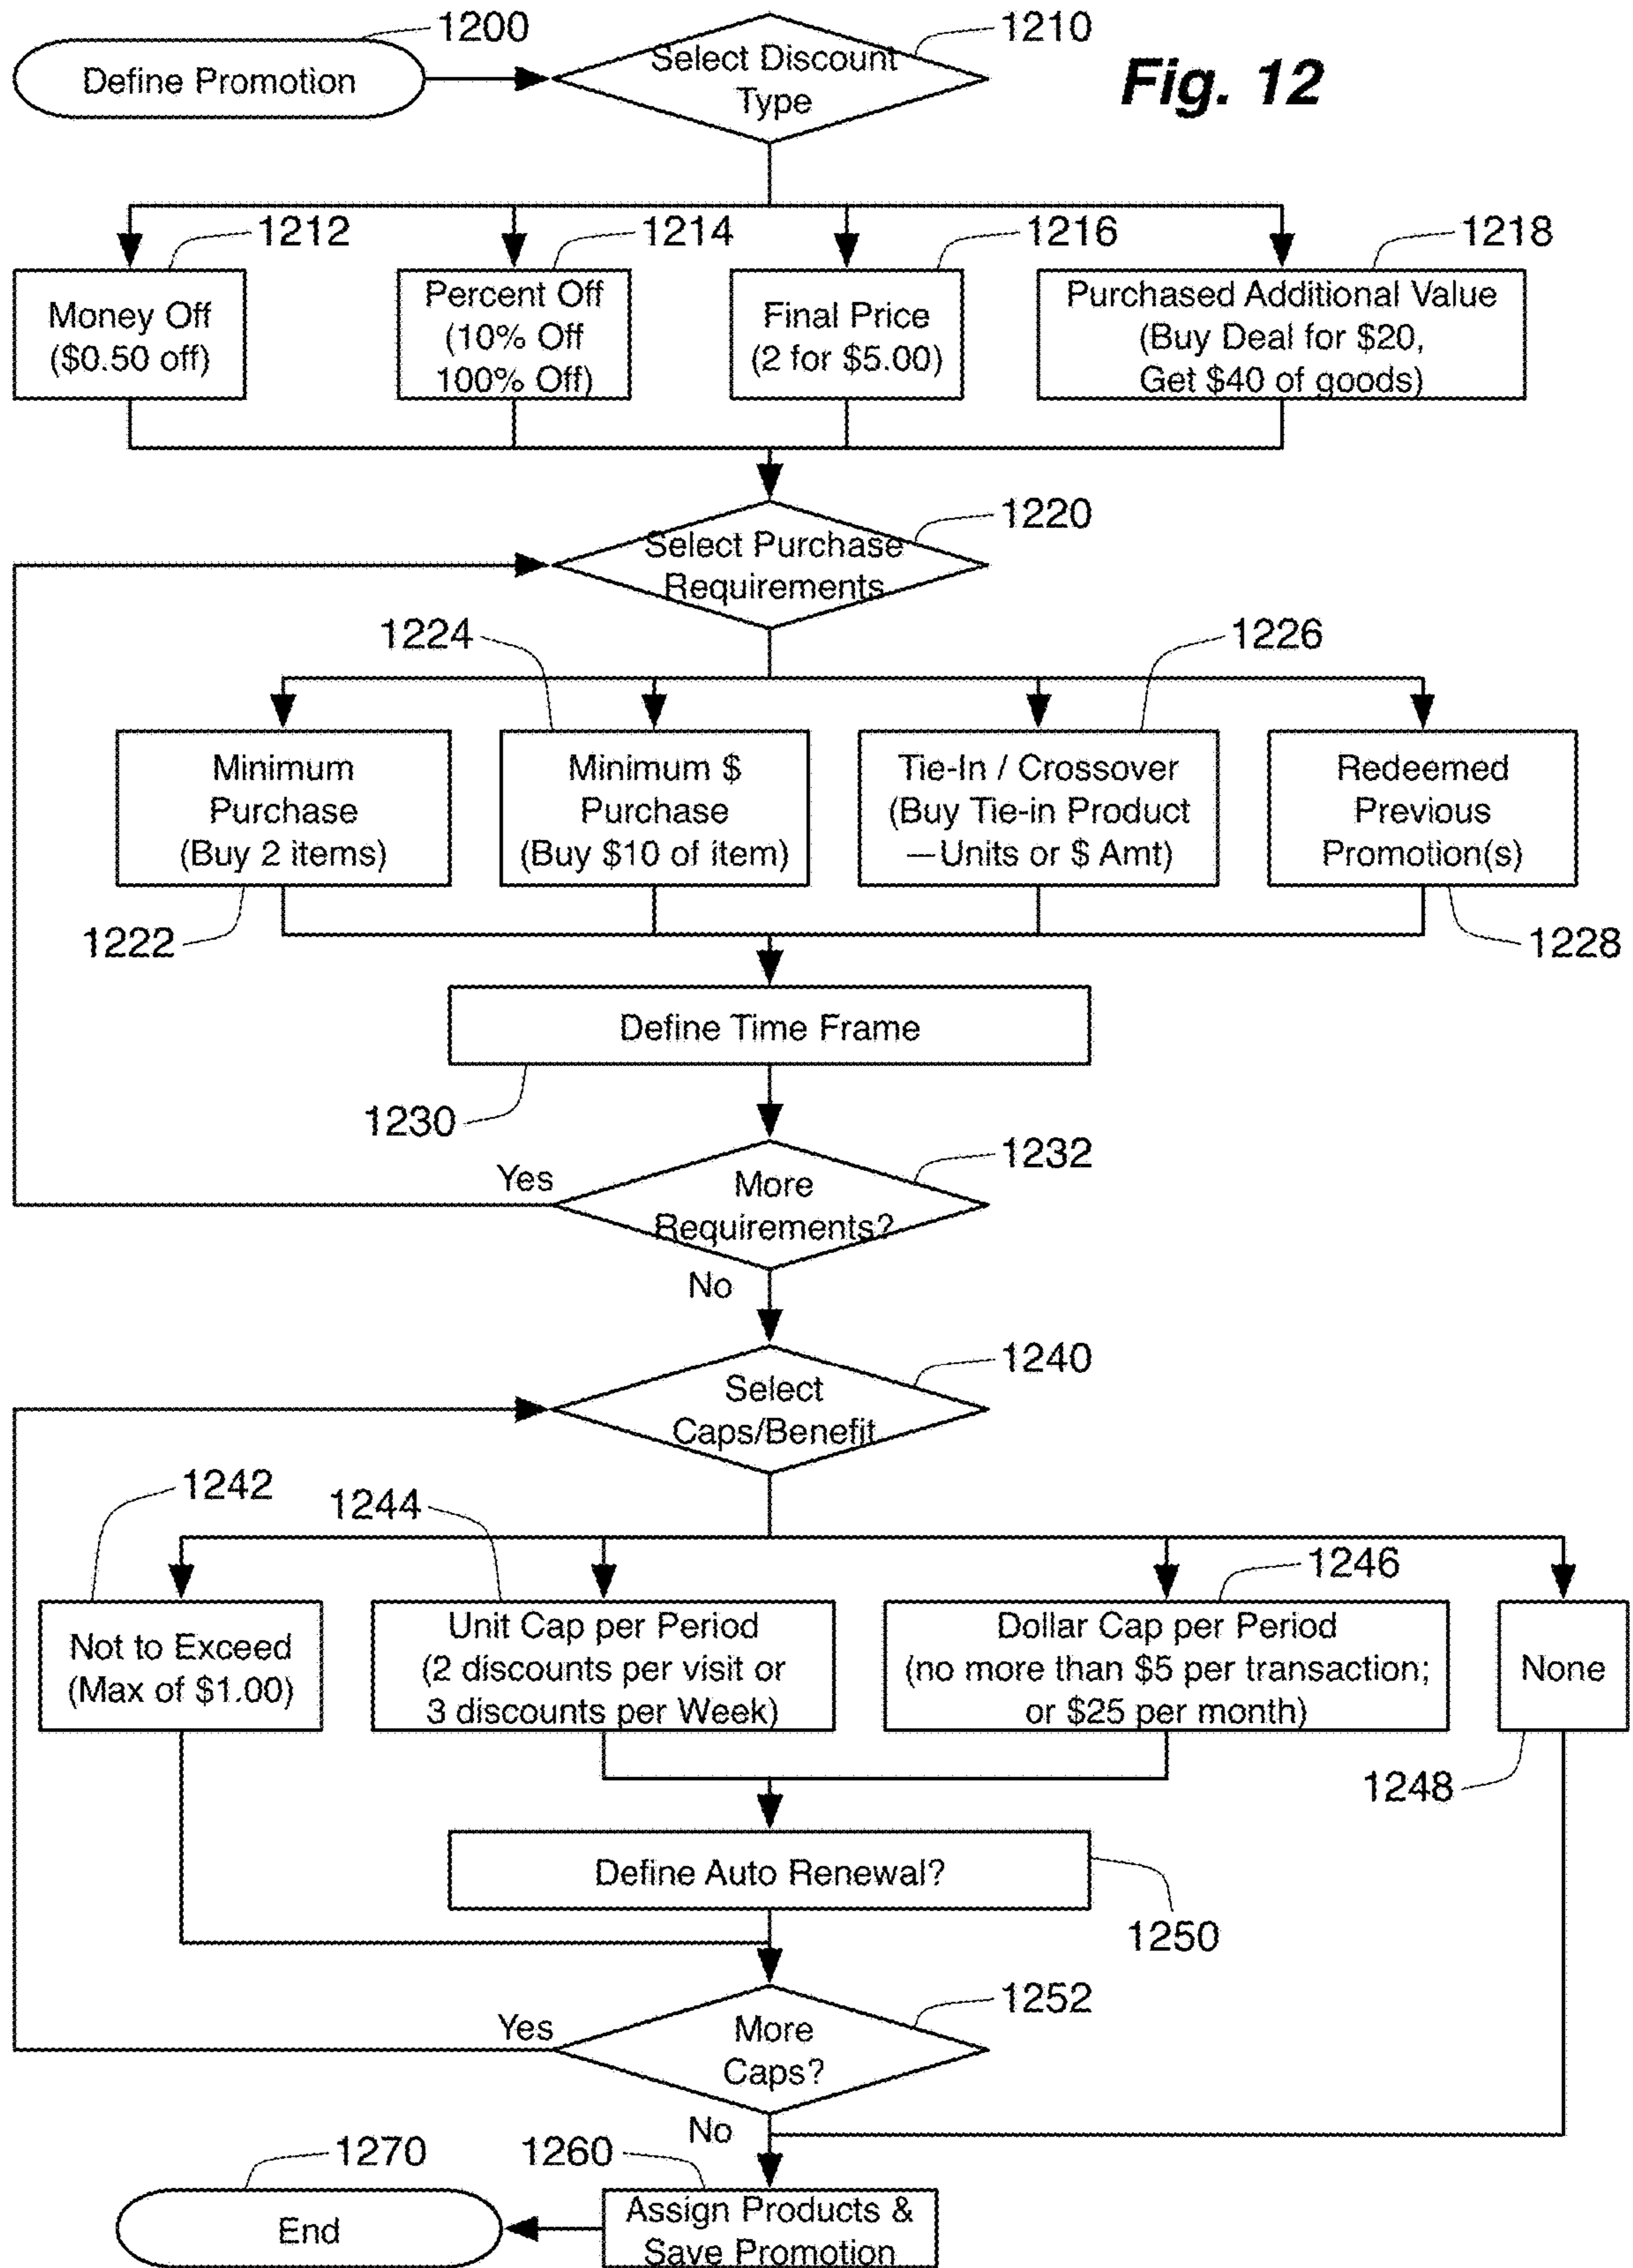 1200
1210
Define Promotion
Select Discount
Type
Fig. 12
1212
1214
1216
1218
Money Off
($0.50 off)
Percent Off
(10% Off
100% Off)
Final Price
(2 for $5.00)
Purchased Additional Value
(Buy Deal for $20,
Get $40 of goods)
1220
Select Purchase
Requirements
1224
1226
Minimum
Purchase
(Buy 2 items)
Minimum $
Purchase
(Buy $10 of item)
Tie-In / Crossover
(Buy Tie-in Product
—Units or $ Amt)
Redeemed
Previous
Promotion(s)
1222
1228
Define Time Frame
1230
1232
Yes
More
Requirements?
No
1240
Select
Caps/Benefit
1242
1244
1246
Not to Exceed
(Max of $1.00)
Unit Cap per Period
(2 discounts per visit or
3 discounts per Week)
Dollar Cap per Period
(no more than $5 per transaction;
or $25 per month)
None
1248
Define Auto Renewal?
1250
1252
Yes
More
Caps?
No
1270
1260
End
Assign Products &
Save Promotion